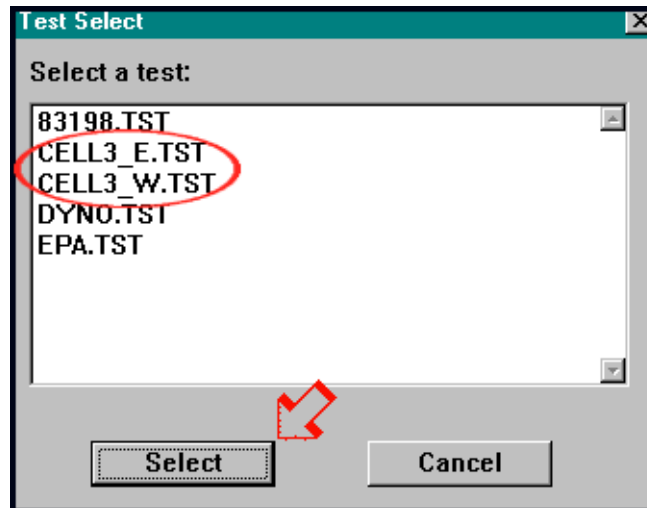 Test Select
Select a test:
83198.TST
CELL3_E.TST
CELL3_W.TST
DYNO.TST
EPA.TST
Select
Cancel